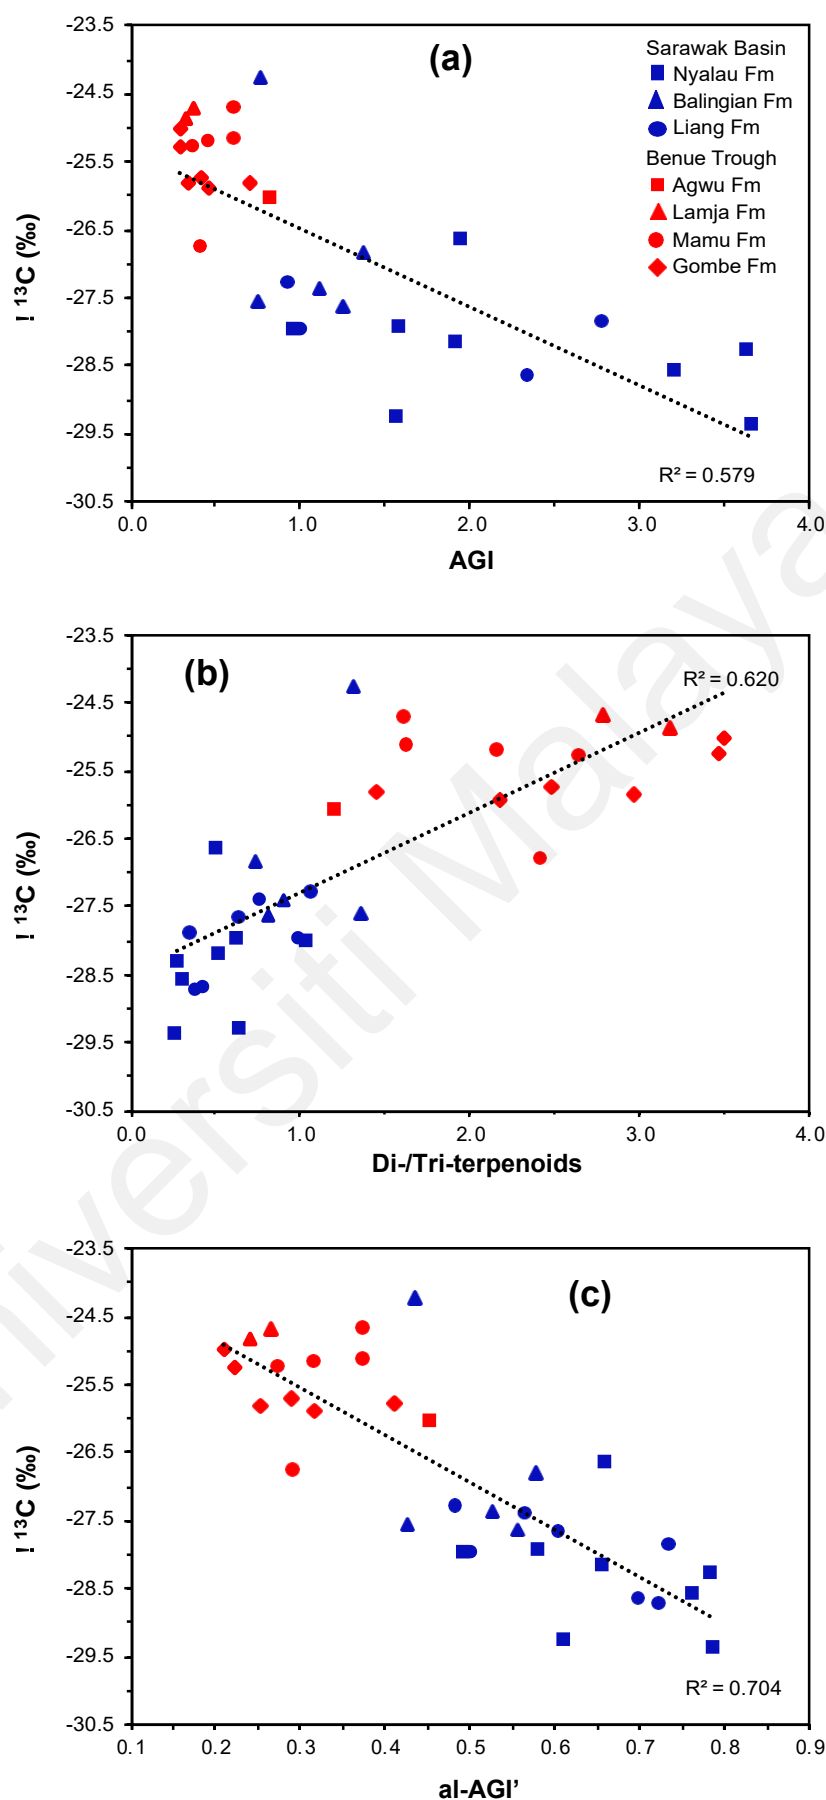 (a)
Sarawak Basin
Nyalau Fm
Balingian Fm
Liang Fm
Benue Trough
Agwu Fm
Lamja Fm
Mamu Fm
Gombe Fm
-23.5
-24.5
-25.5
-26.5
-27.5
-28.5
-29.5
-30.5
! ¹³C (‰)
R² = 0.579
0.0 1.0 2.0 3.0 4.0
AGI
(b)
R² = 0.620
-23.5
-24.5
-25.5
-26.5
-27.5
-28.5
-29.5
-30.5
! ¹³C (‰)
0.0 1.0 2.0 3.0 4.0
Di-/Tri-terpenoids
(c)
-23.5
-24.5
-25.5
-26.5
-27.5
-28.5
-29.5
-30.5
! ¹³C (‰)
R² = 0.704
0.1 0.2 0.3 0.4 0.5 0.6 0.7 0.8 0.9
al-AGI’
niversiti Malaya